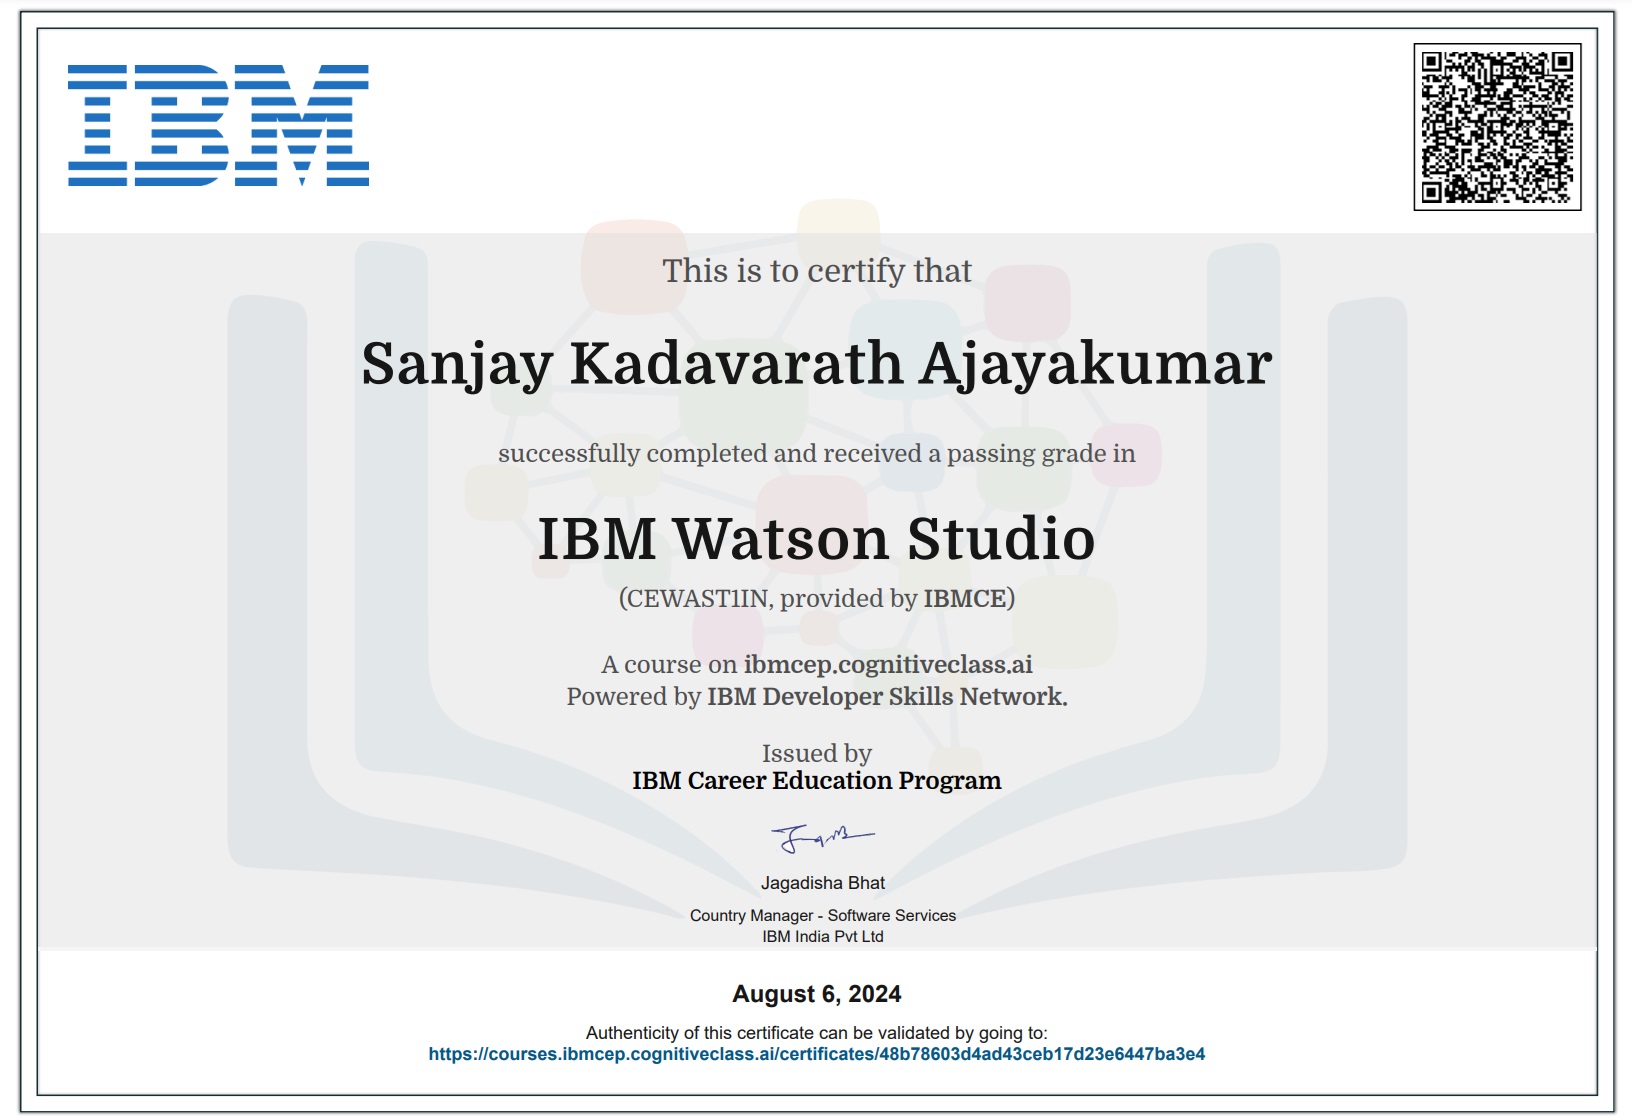 IBM
This is to certify that
Sanjay Kadavarath Ajayakumar
successfully completed and received a passing grade in
IBM Watson Studio
(CEWAST1IN, provided by IBMCE)
A course on ibmcep.cognitiveclass.ai
Powered by IBM Developer Skills Network.
Issued by
IBM Career Education Program
Jagadisha Bhat
Country Manager - Software Services
IBM India Pvt Ltd
August 6, 2024
Authenticity of this certificate can be validated by going to:
https://courses.ibmcep.cognitiveclass.ai/certificates/48b78603d4ad43ceb17d23e6447ba3e4